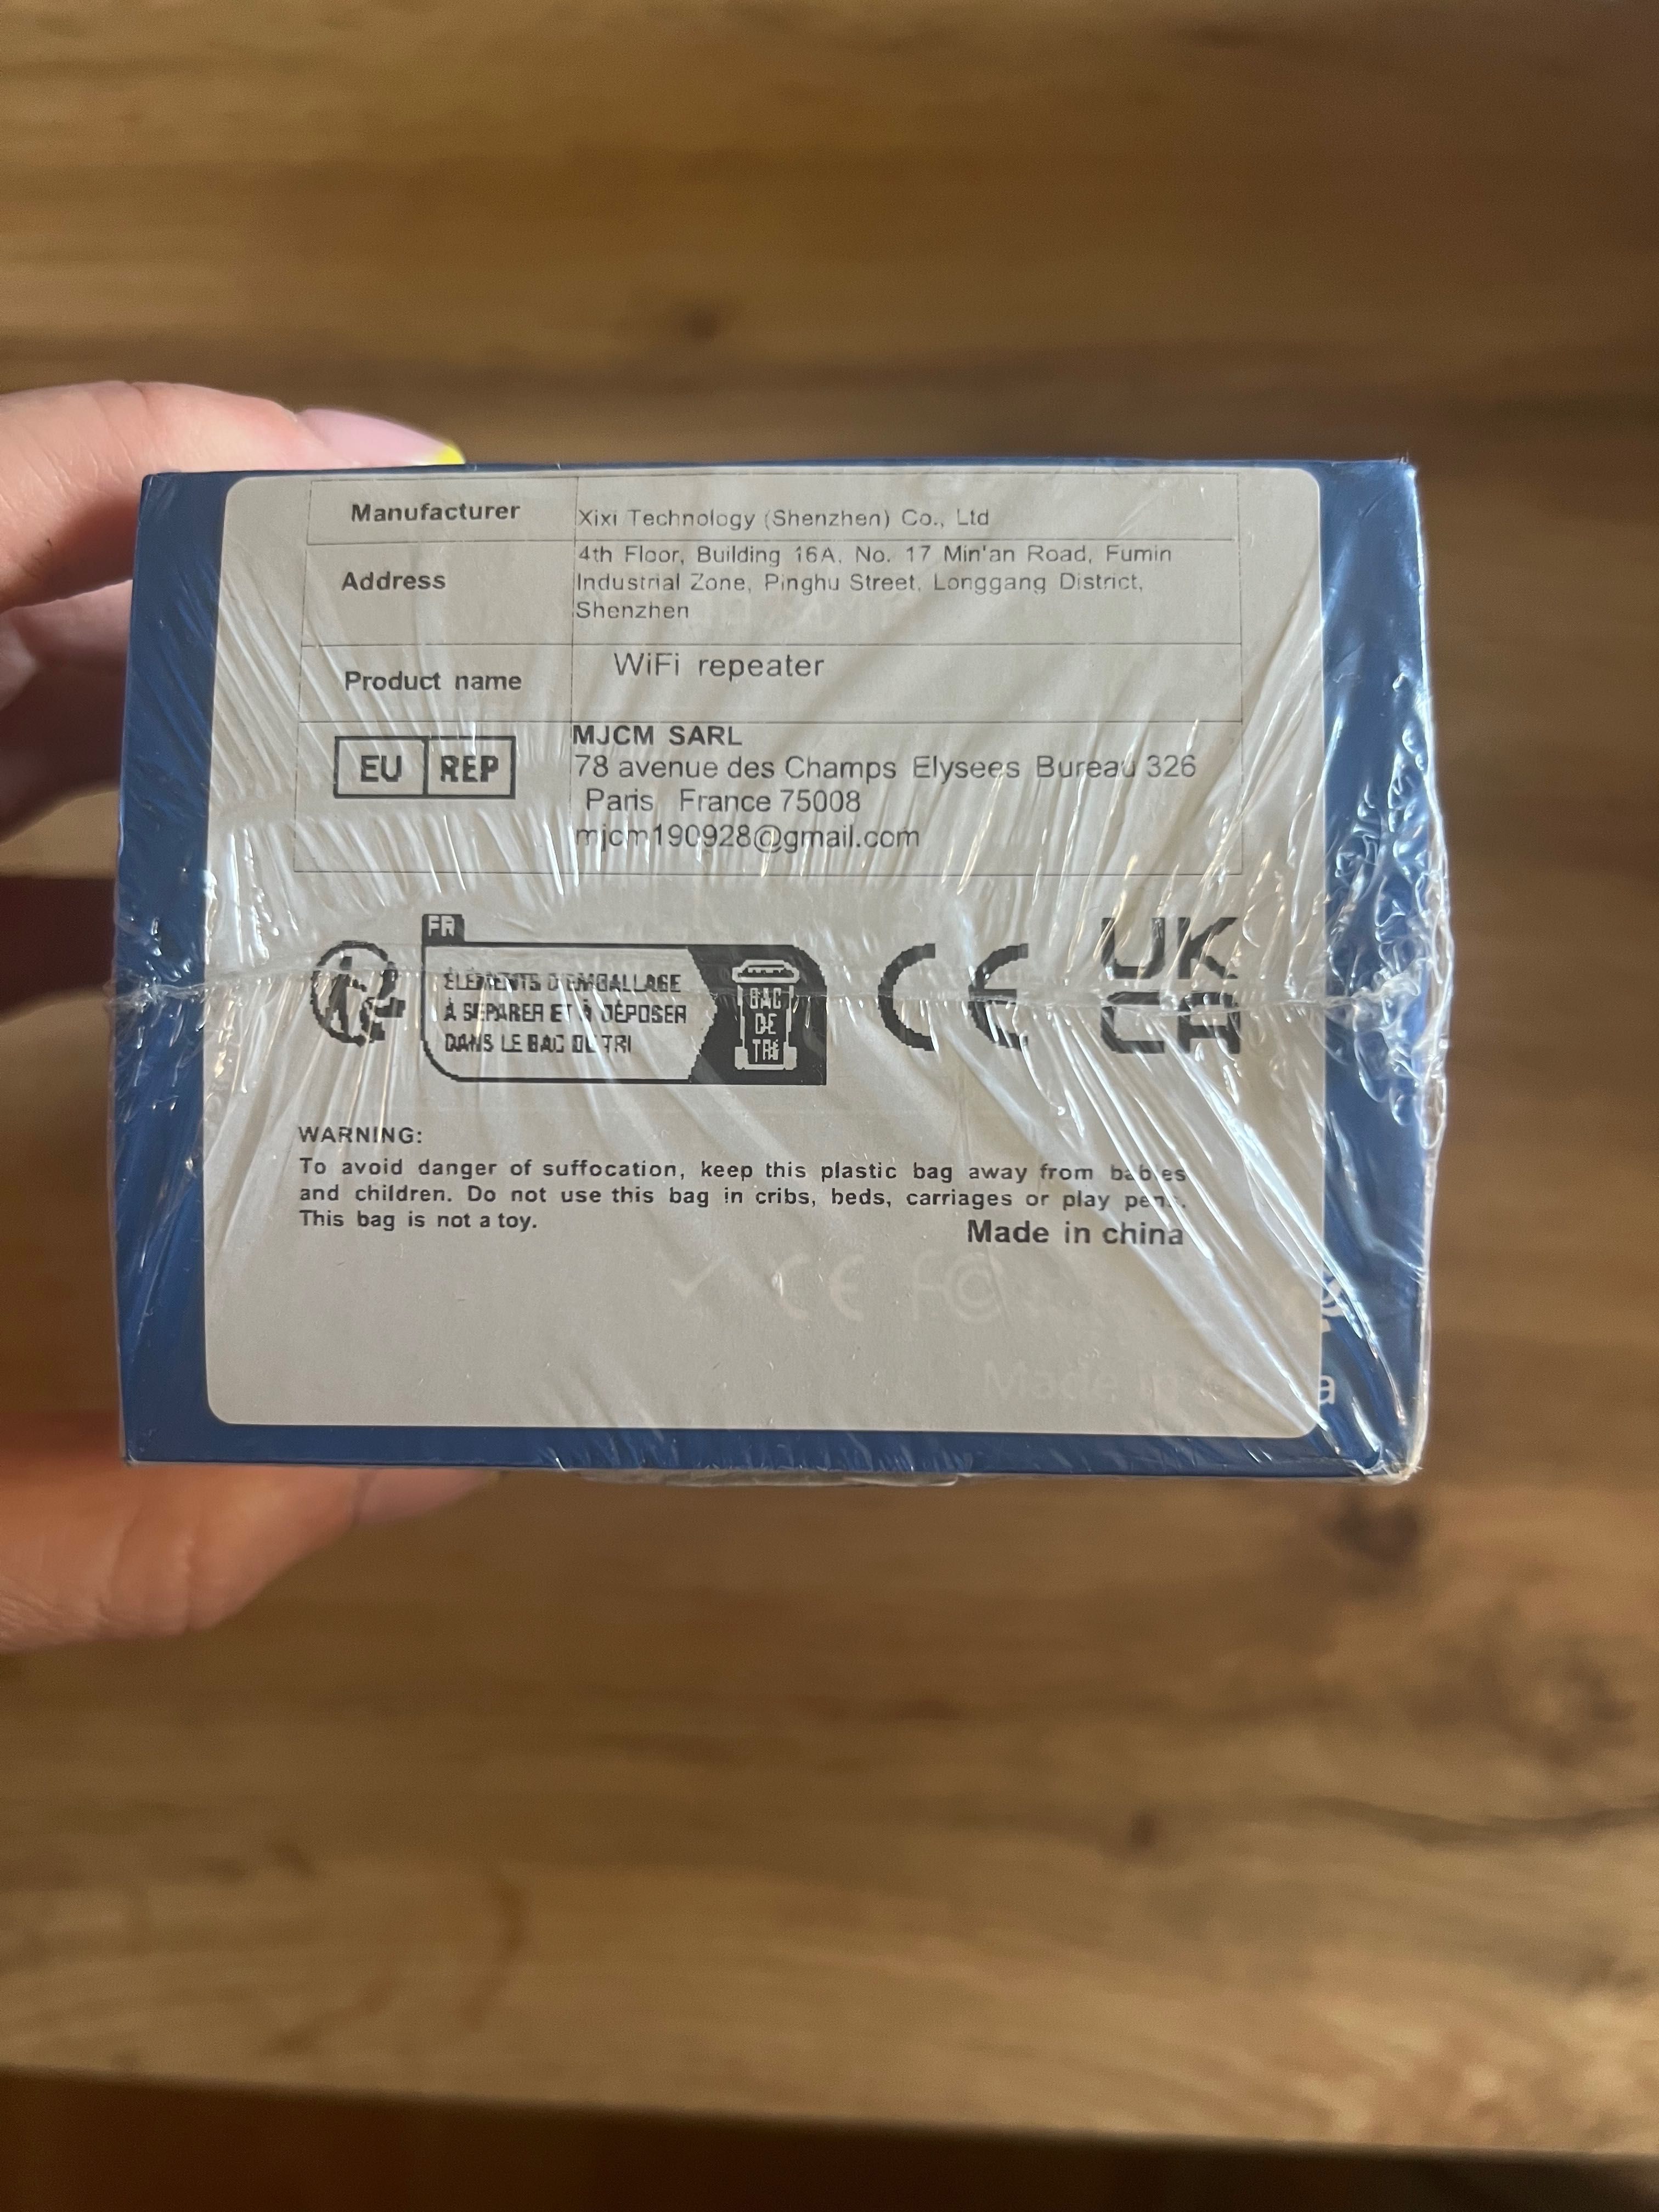 Manufacturer
Xixi Technology (Shenzhen) Co., Ltd
Address
4th Floor, Building 16A, No. 17 Min'an Road, Fumin
Industrial Zone, Pinghu Street, Longgang District,
Shenzhen
Product name
WiFi repeater
EU REP
MJCM SARL
78 avenue des Champs Elysees Bureau 326
Paris France 75008
mjcm190928@gmail.com
FR
ÉLÉMENTS D'EMBALLAGE
À SÉPARER ET À DÉPOSER
DANS LE BAC DE TRI
BAC
DE
TRI
CE
UK
CA
WARNING:
To avoid danger of suffocation, keep this plastic bag away from babies
and children. Do not use this bag in cribs, beds, carriages or play pens.
This bag is not a toy.
Made in china
CE FC
Made in China